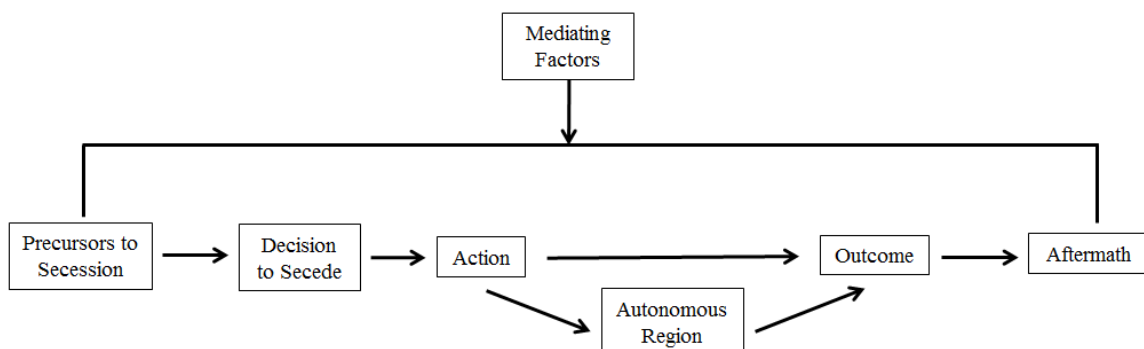 Mediating
Factors
Precursors to
Secession
Decision
to Secede
Action
Outcome
Aftermath
Autonomous
Region